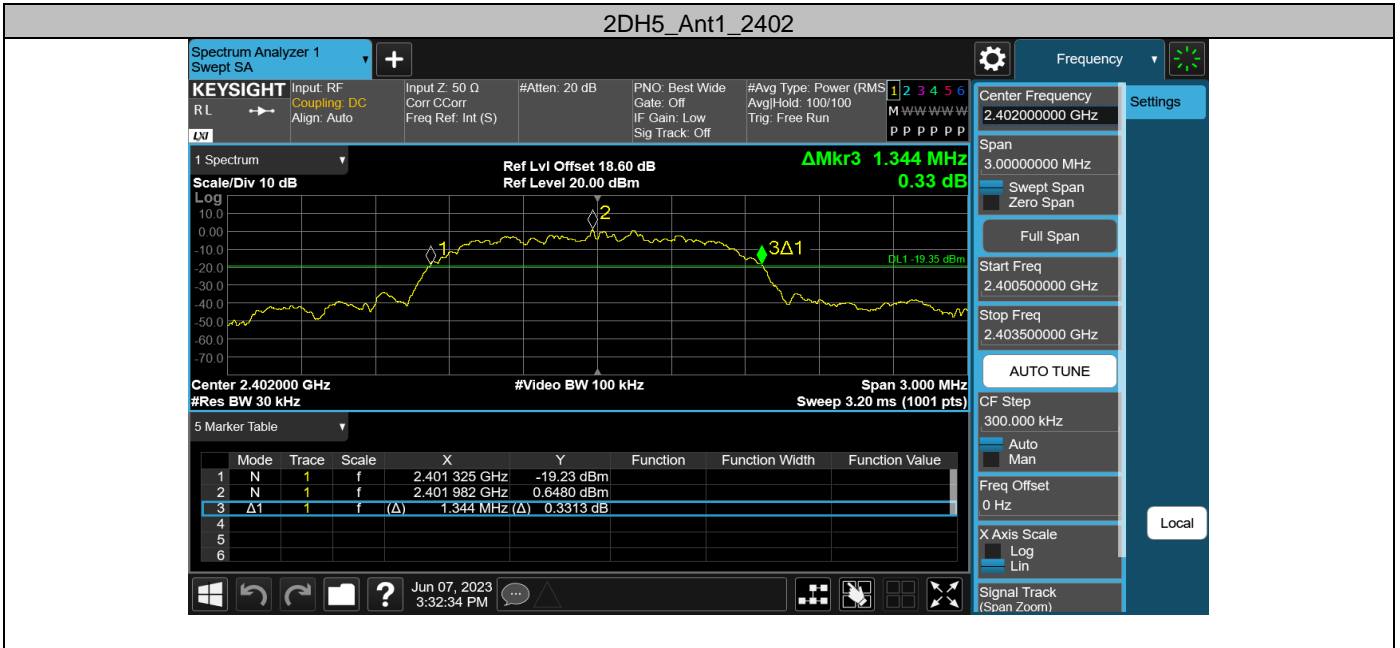 2DH5_Ant1_2402
Spectrum Analyzer 1
Swept SA
+
Frequency
KEYSIGHT
RL
LXI
Input: RF
Coupling: DC
Align: Auto
Input Z: 50 Ω
Corr CCorr
Freq Ref: Int (S)
#Atten: 20 dB
PNO: Best Wide
Gate: Off
IF Gain: Low
Sig Track: Off
#Avg Type: Power (RMS
Avg|Hold: 100/100
Trig: Free Run
1 2 3 4 5 6
M W W W W W
P P P P P P
Center Frequency
2.402000000 GHz
Settings
Span
3.00000000 MHz
Swept Span
Zero Span
Full Span
Start Freq
2.400500000 GHz
Stop Freq
2.403500000 GHz
AUTO TUNE
CF Step
300.000 kHz
Auto
Man
Freq Offset
0 Hz
X Axis Scale
Log
Lin
Signal Track
(Span Zoom)
Local
1 Spectrum
Scale/Div 10 dB
Ref Lvl Offset 18.60 dB
Ref Level 20.00 dBm
ΔMkr3 1.344 MHz
0.33 dB
Log
10.0
0.00
-10.0
-20.0
-30.0
-40.0
-50.0
-60.0
-70.0
1
2
3Δ1
DL1 -19.35 dBm
Center 2.402000 GHz
#Video BW 100 kHz
Span 3.000 MHz
#Res BW 30 kHz
Sweep 3.20 ms (1001 pts)
5 Marker Table
Mode Trace Scale X Y Function Function Width Function Value
1 N 1 f 2.401 325 GHz -19.23 dBm
2 N 1 f 2.401 982 GHz 0.6480 dBm
3 Δ1 1 f (Δ) 1.344 MHz (Δ) 0.3313 dB
4
5
6
?
Jun 07, 2023
3:32:34 PM